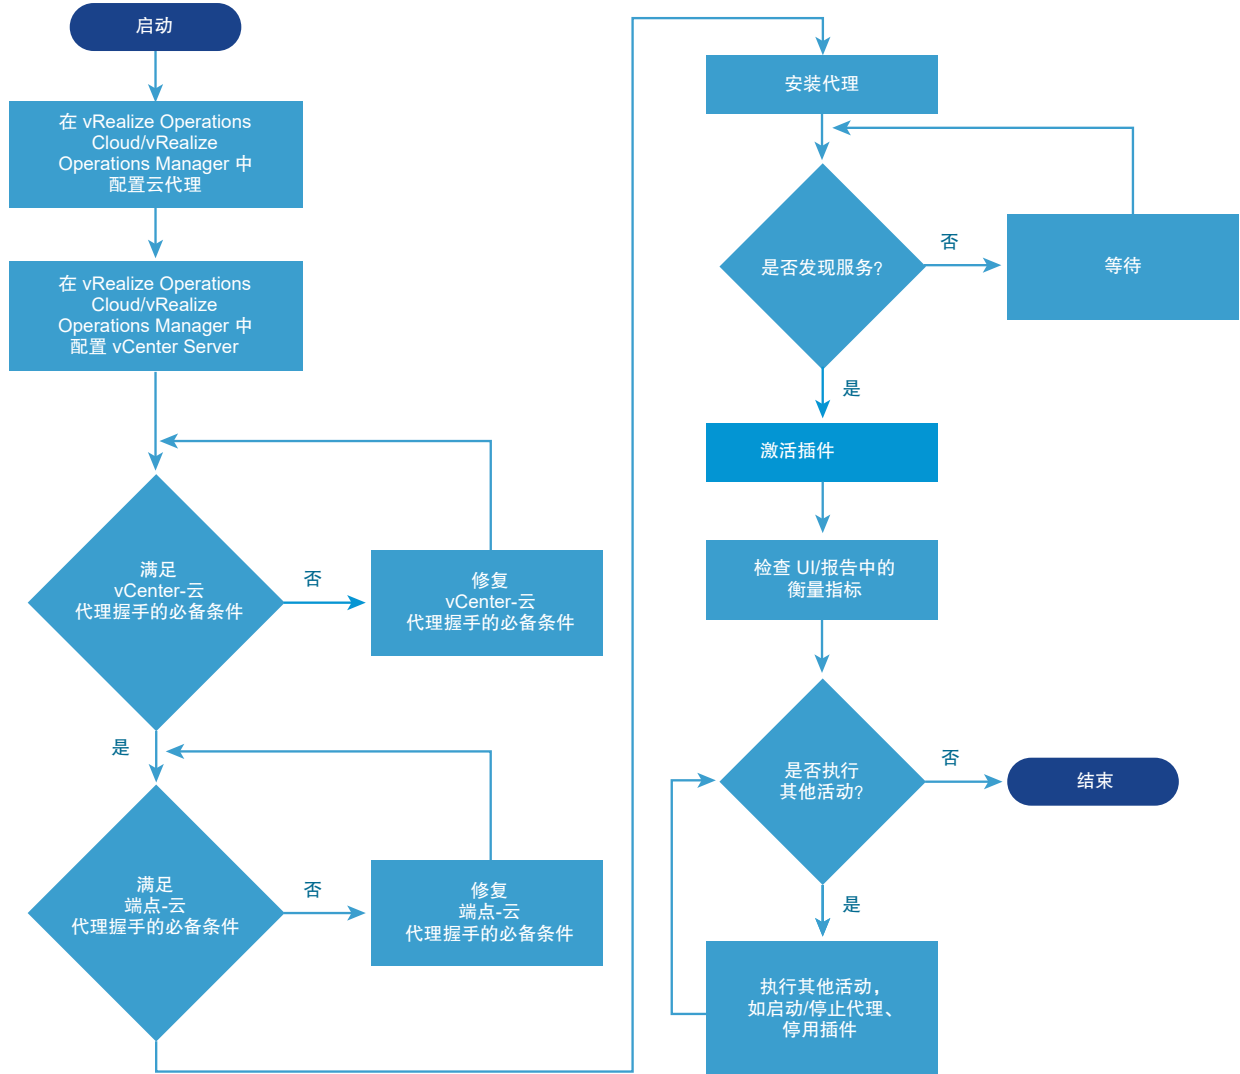 启动
在 vRealize Operations
Cloud/vRealize
Operations Manager 中
配置云代理
在 vRealize Operations
Cloud/vRealize
Operations Manager 中
配置 vCenter Server
满足
vCenter-云
代理握手的必备条件
否
修复
vCenter-云
代理握手的必备条件
是
满足
端点-云
代理握手的必备条件
否
修复
端点-云
代理握手的必备条件
安装代理
是否发现服务?
否
等待
是
激活插件
检查 UI/报告中的
衡量指标
是否执行
其他活动?
否
结束
是
执行其他活动，
如启动/停止代理、
停用插件